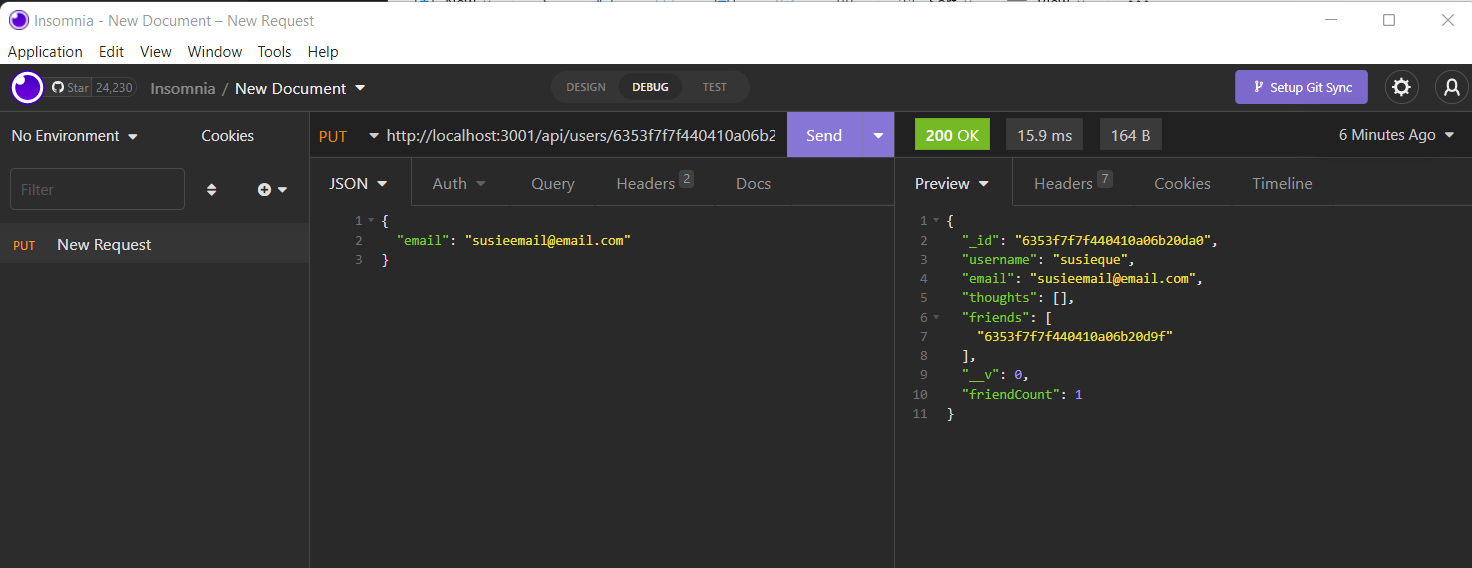 Insomnia - New Document – New Request
Application Edit View Window Tools Help
Star 24,230 Insomnia / New Document DESIGN DEBUG TEST Setup Git Sync
No Environment Cookies PUT http://localhost:3001/api/users/6353f7f7f440410a06b2 Send 200 OK 15.9 ms 164 B 6 Minutes Ago
Filter
PUT New Request
JSON Auth Query Headers 2 Docs
1 {
2 "email": "susieemail@email.com"
3 }
Preview Headers 7 Cookies Timeline
1 {
2 "_id": "6353f7f7f440410a06b20da0",
3 "username": "susieque",
4 "email": "susieemail@email.com",
5 "thoughts": [],
6 "friends": [
7 "6353f7f7f440410a06b20d9f"
8 ],
9 "__v": 0,
10 "friendCount": 1
11 }